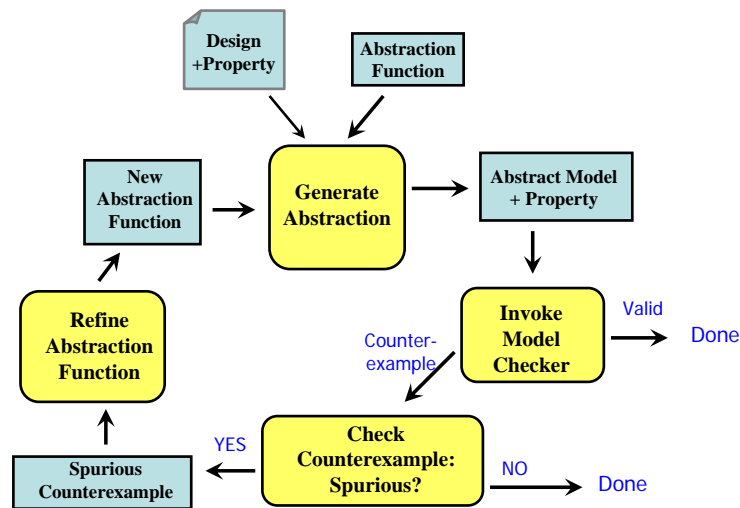 Design
+Property
Abstraction
Function
New
Abstraction
Function
Generate
Abstraction
Abstract Model
+ Property
Refine
Abstraction
Function
Counter-
example
Invoke
Model
Checker
Valid
Done
Spurious
Counterexample
YES
Check
Counterexample:
Spurious?
NO
Done